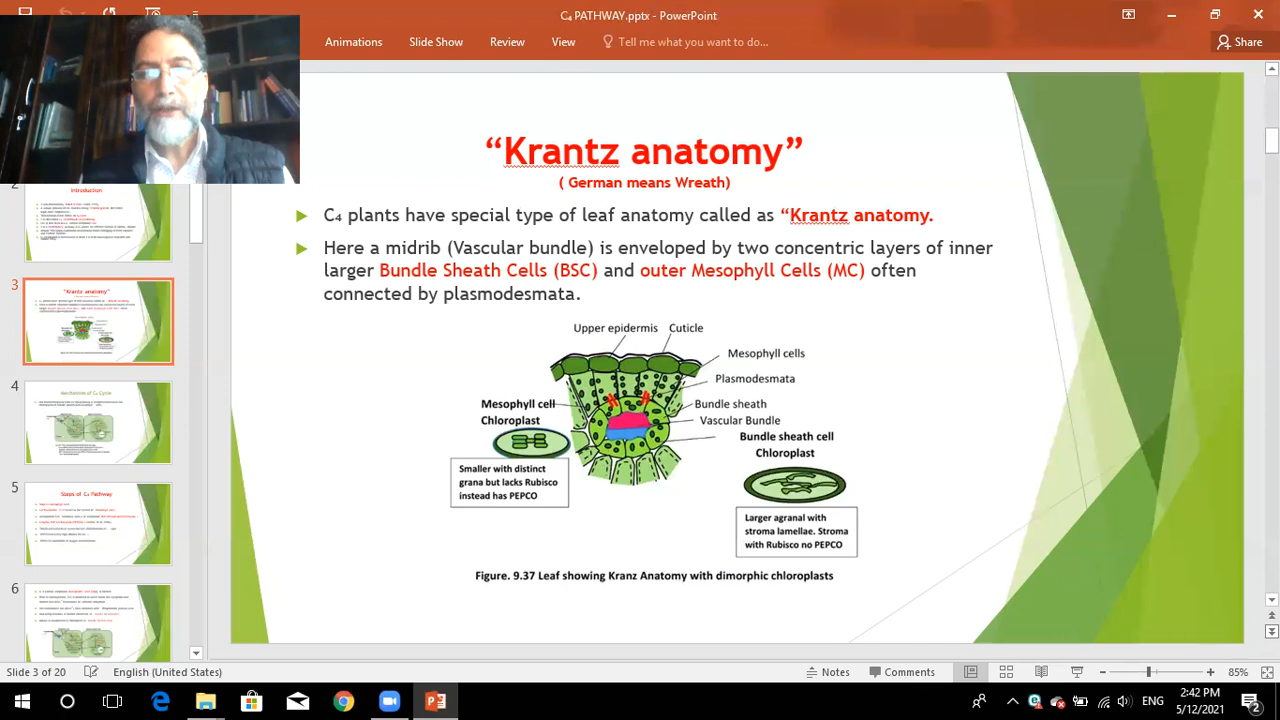 C₄ PATHWAY.pptx - PowerPoint
Animations Slide Show Review View Tell me what you want to do... Share
2
Introduction
3
"Krantz anatomy"
4
Mechanism of C₄ Cycle
5
Steps of C₄ Pathway
6
“Krantz anatomy”
( German means Wreath)
C₄ plants have special type of leaf anatomy called as “Krantz anatomy.
Here a midrib (Vascular bundle) is enveloped by two concentric layers of inner
larger Bundle Sheath Cells (BSC) and outer Mesophyll Cells (MC) often
connected by plasmodesmata.
Upper epidermis Cuticle
Mesophyll cells
Plasmodesmata
Bundle sheath
Vascular Bundle
Mesophyll cell
Chloroplast
Smaller with distinct
grana but lacks Rubisco
instead has PEPCO
Bundle sheath cell
Chloroplast
Larger agranal with
stroma lamellae. Stroma
with Rubisco no PEPCO
Figure. 9.37 Leaf showing Kranz Anatomy with dimorphic chloroplasts
Slide 3 of 20 English (United States) Notes Comments 85%
ENG
2:42 PM
5/12/2021
2